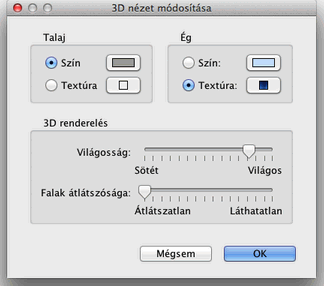 3D nézet módosítása
Talaj
Szín
Textúra
Ég
Szín:
Textúra:
3D renderelés
Világosság:
Sötét Világos
Falak átlátszósága:
Átlátszatlan Láthatatlan
Mégsem OK